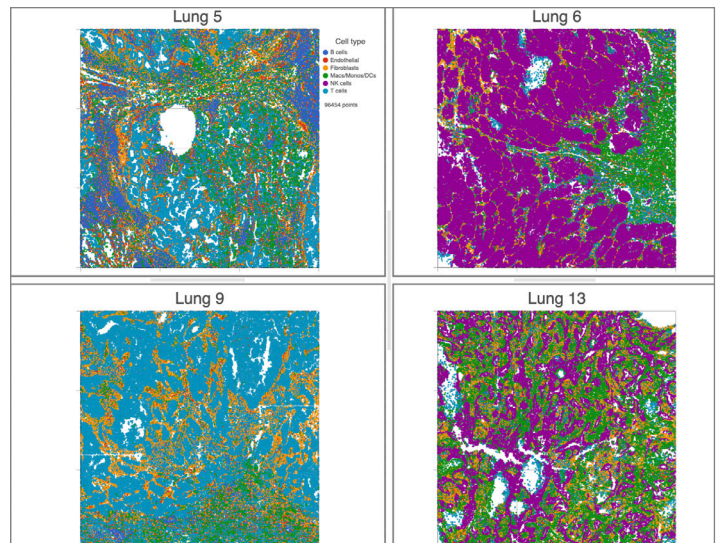 Lung 5
Cell type
B cells
Endothelial
Fibroblasts
Macs/Monos/DCs
NK cells
T cells
96454 points
Lung 6
Lung 9
Lung 13